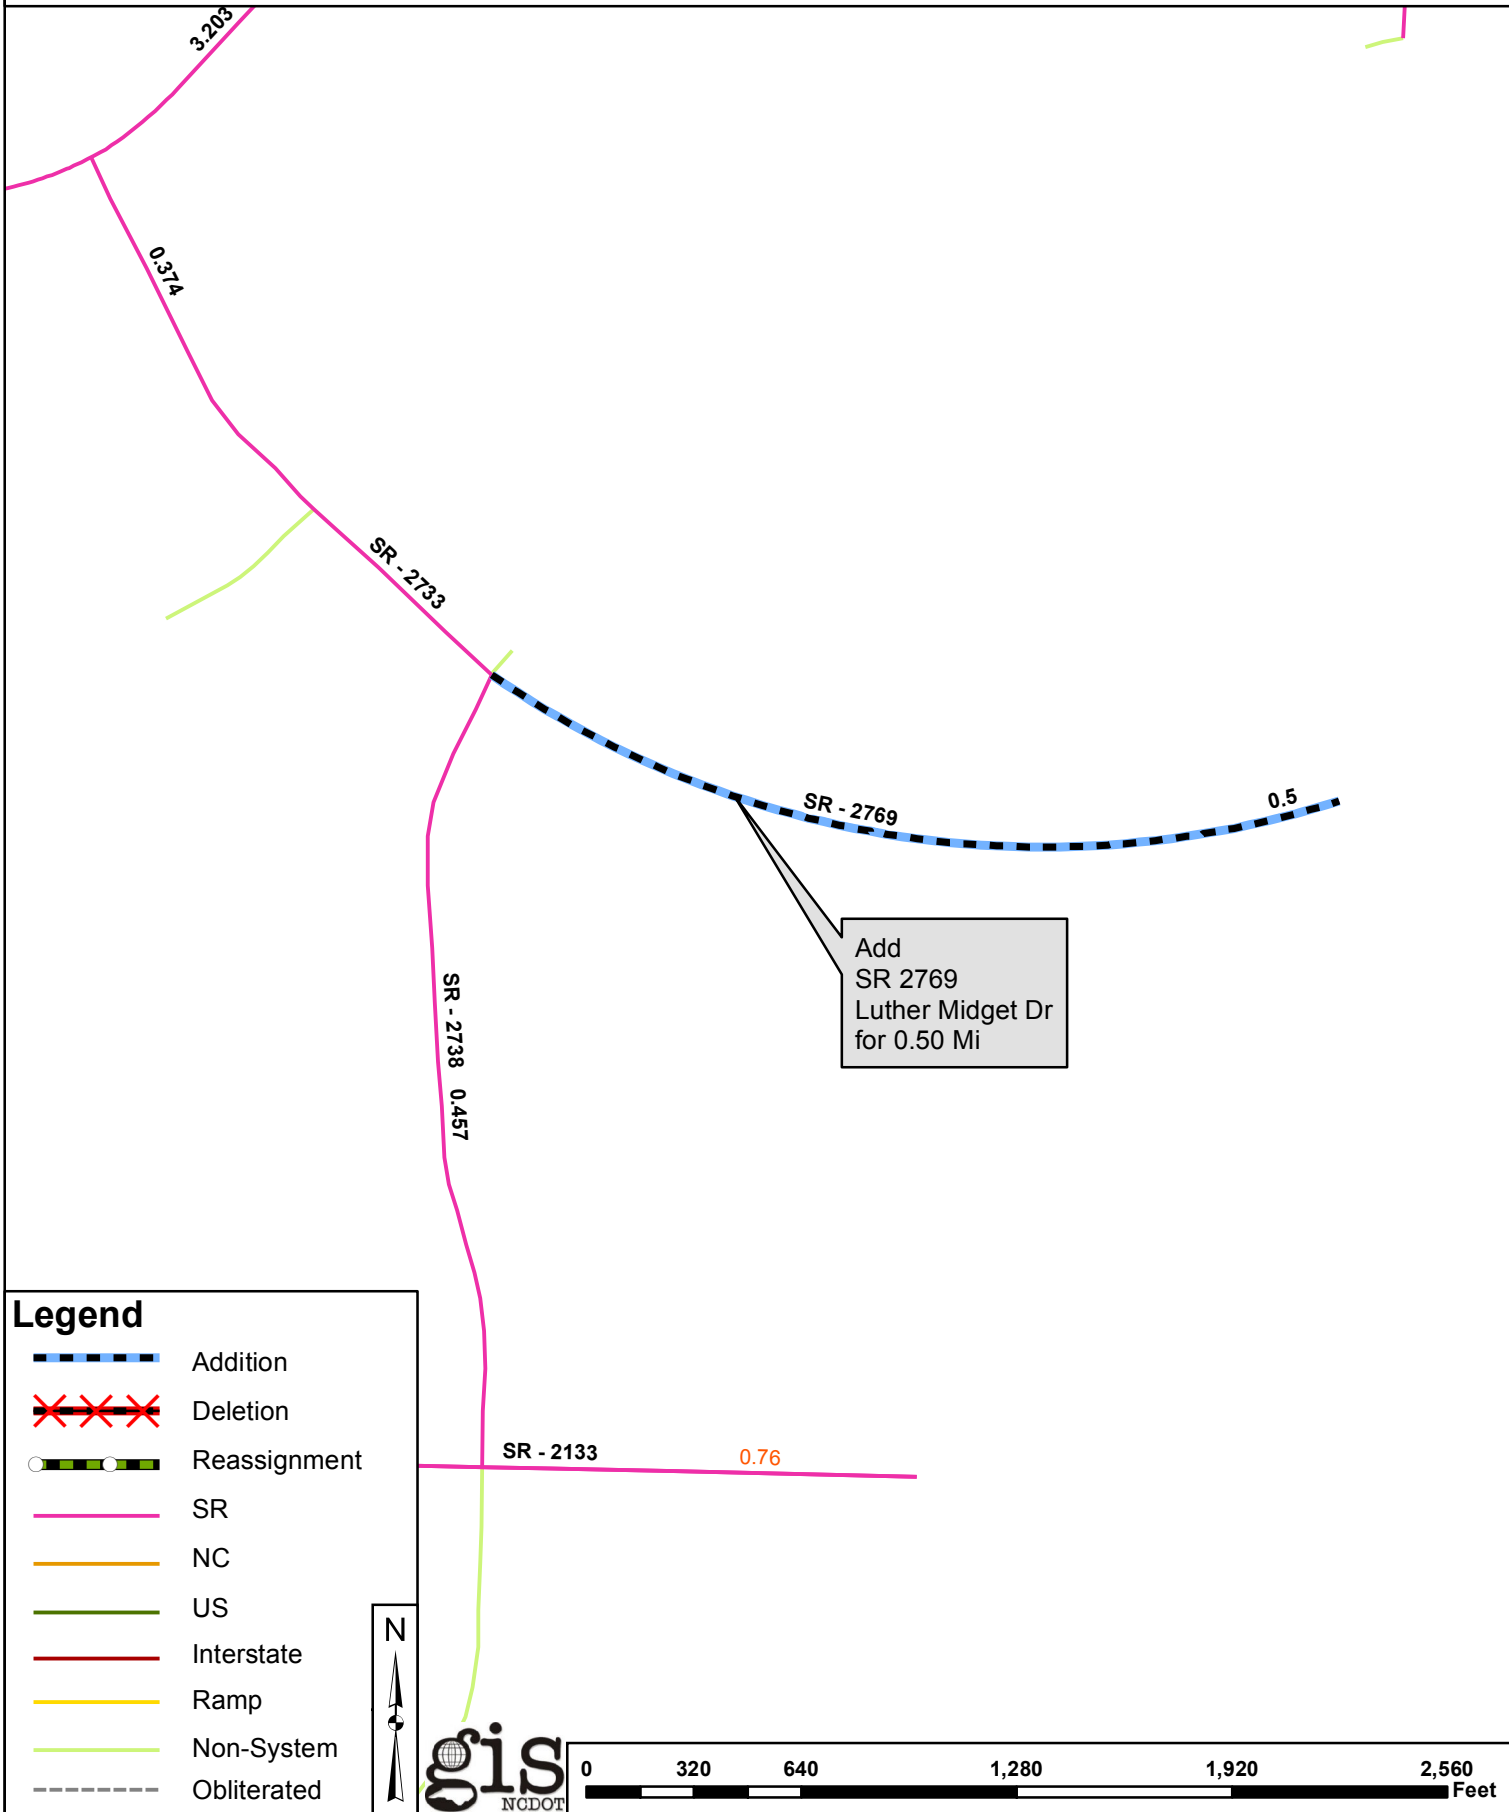 3.203
0.374
SR - 2733
SR - 2769
0.5
Add
SR 2769
Luther Midget Dr
for 0.50 Mi
SR - 2738 0.457
SR - 2133
0.76
Legend
Addition
Deletion
Reassignment
SR
NC
US
Interstate
Ramp
Non-System
Obliterated
N
gis
NCDOT
0 320 640 1,280 1,920 2,560
Feet